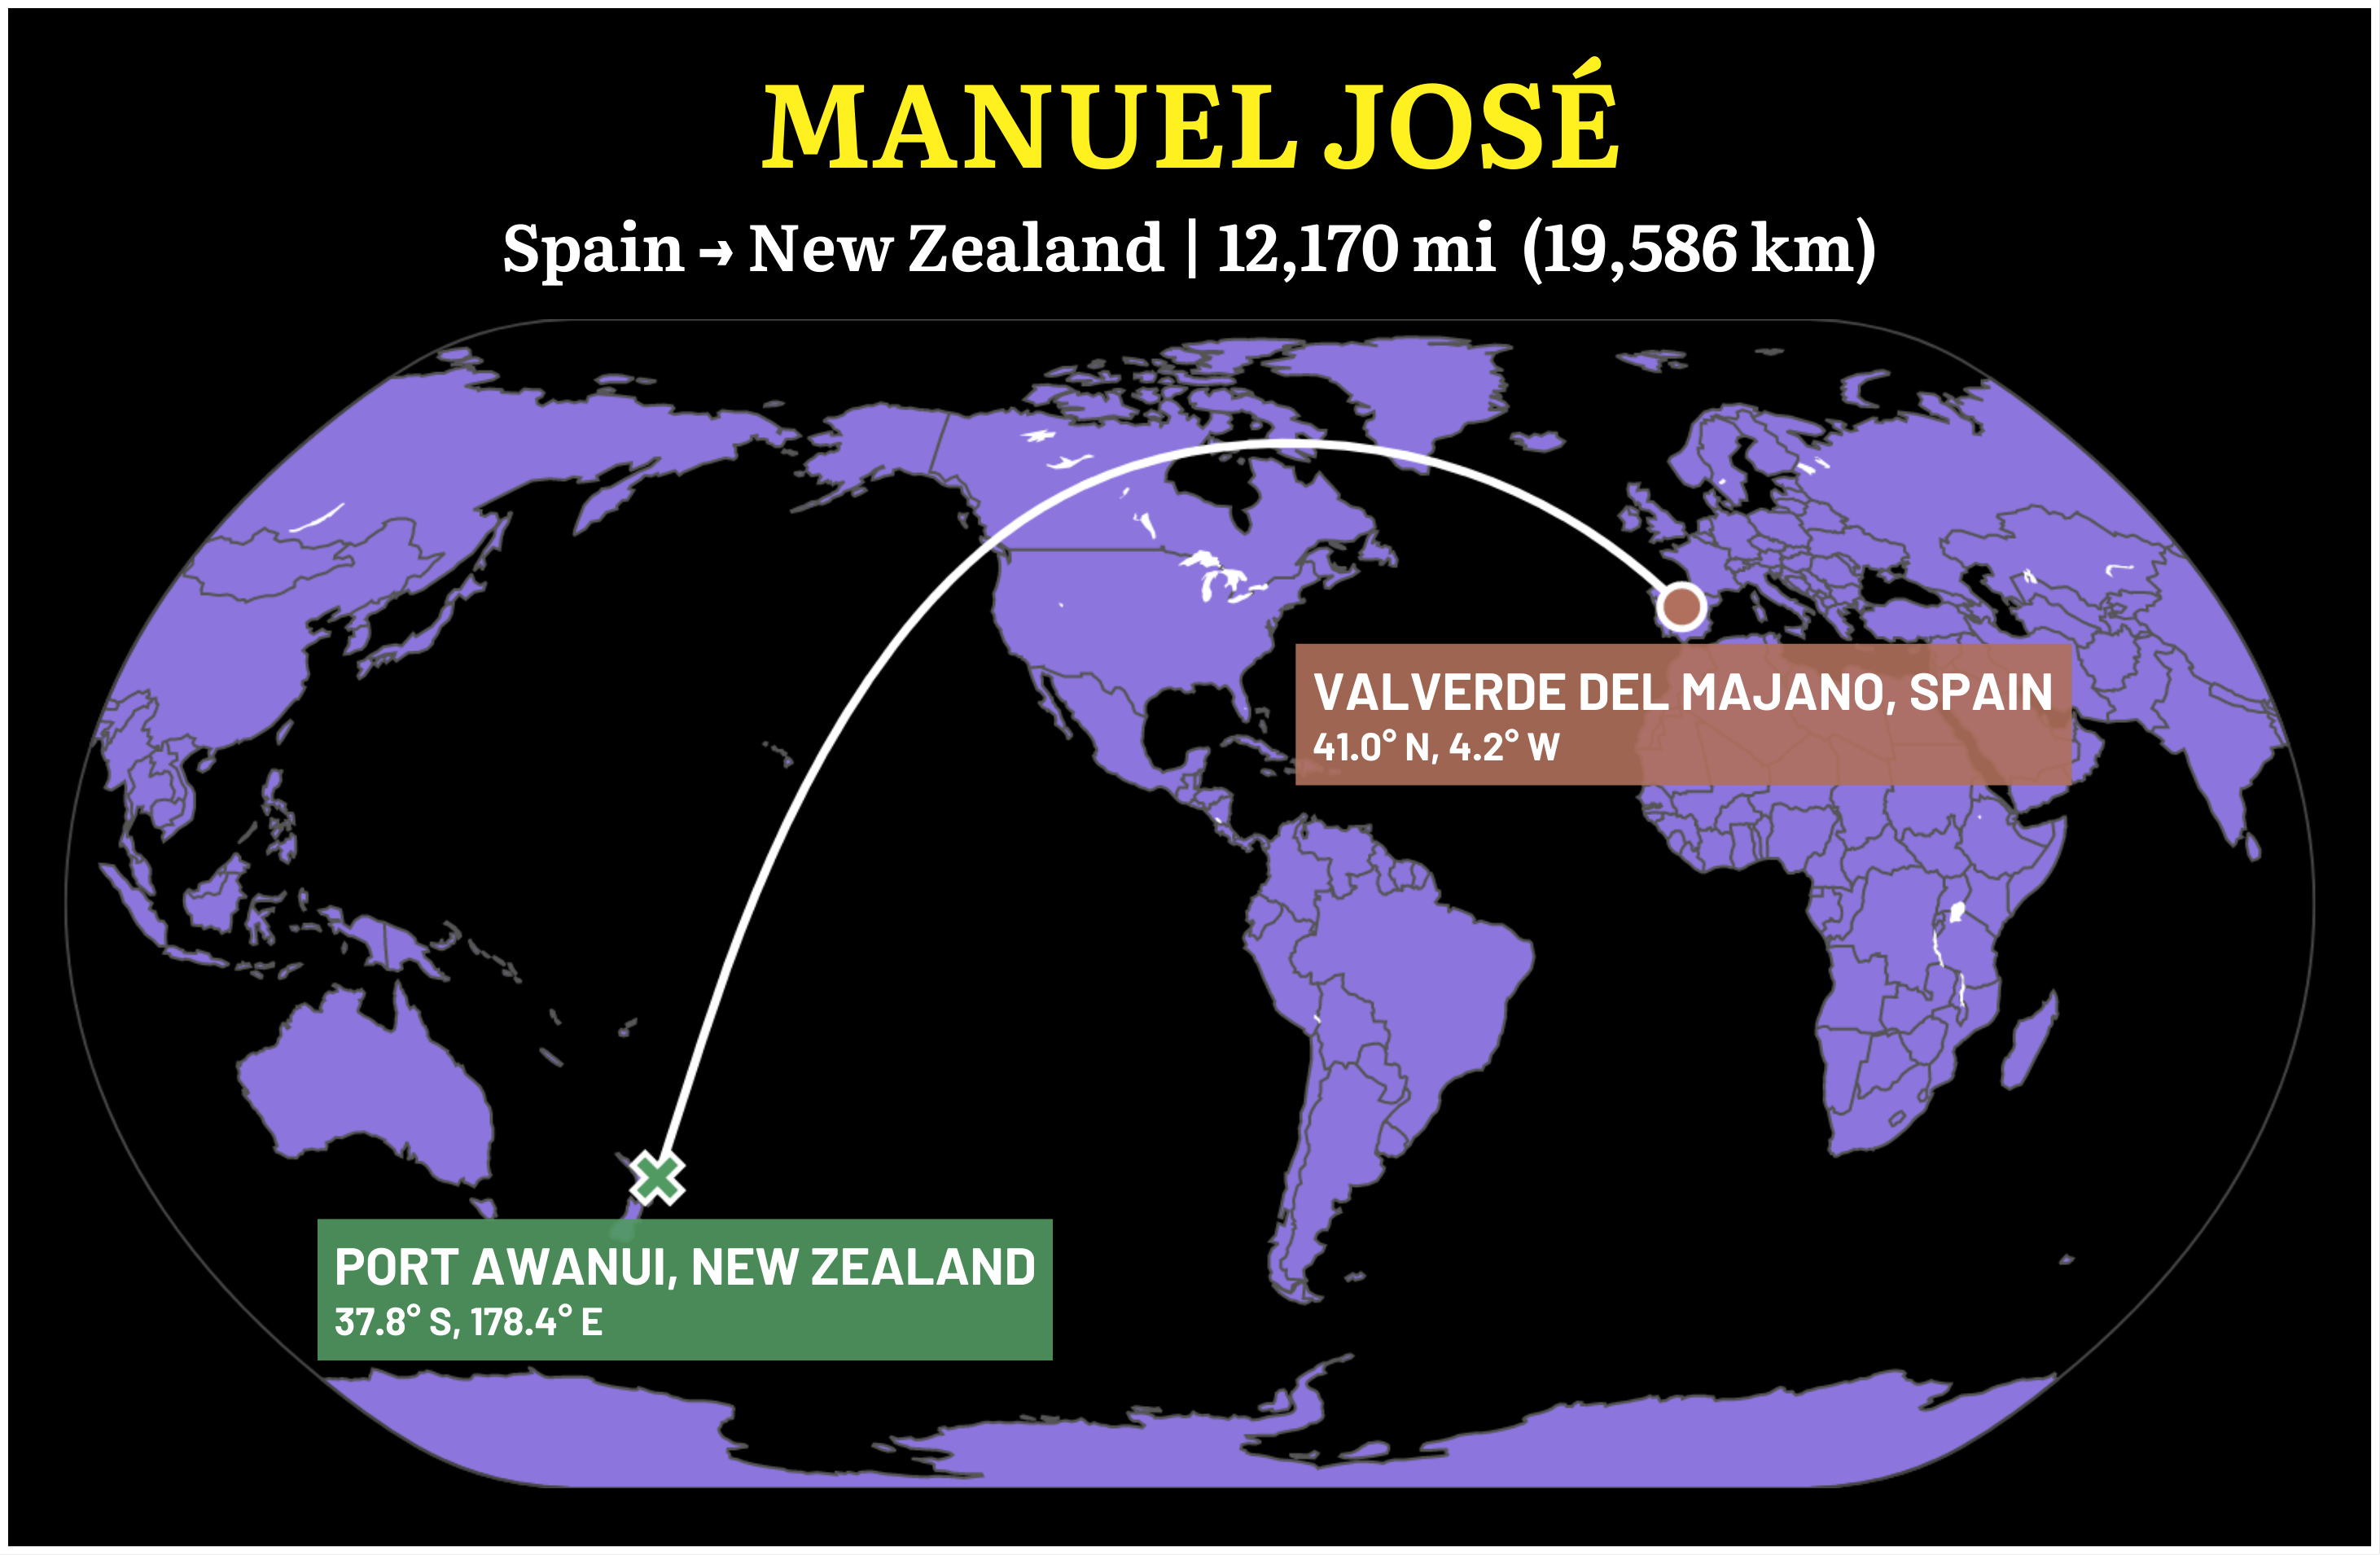 MANUEL JOSÉ
Spain → New Zealand | 12,170 mi (19,586 km)
VALVERDE DEL MAJANO, SPAIN
41.0° N, 4.2° W
PORT AWANUI, NEW ZEALAND
37.8° S, 178.4° E